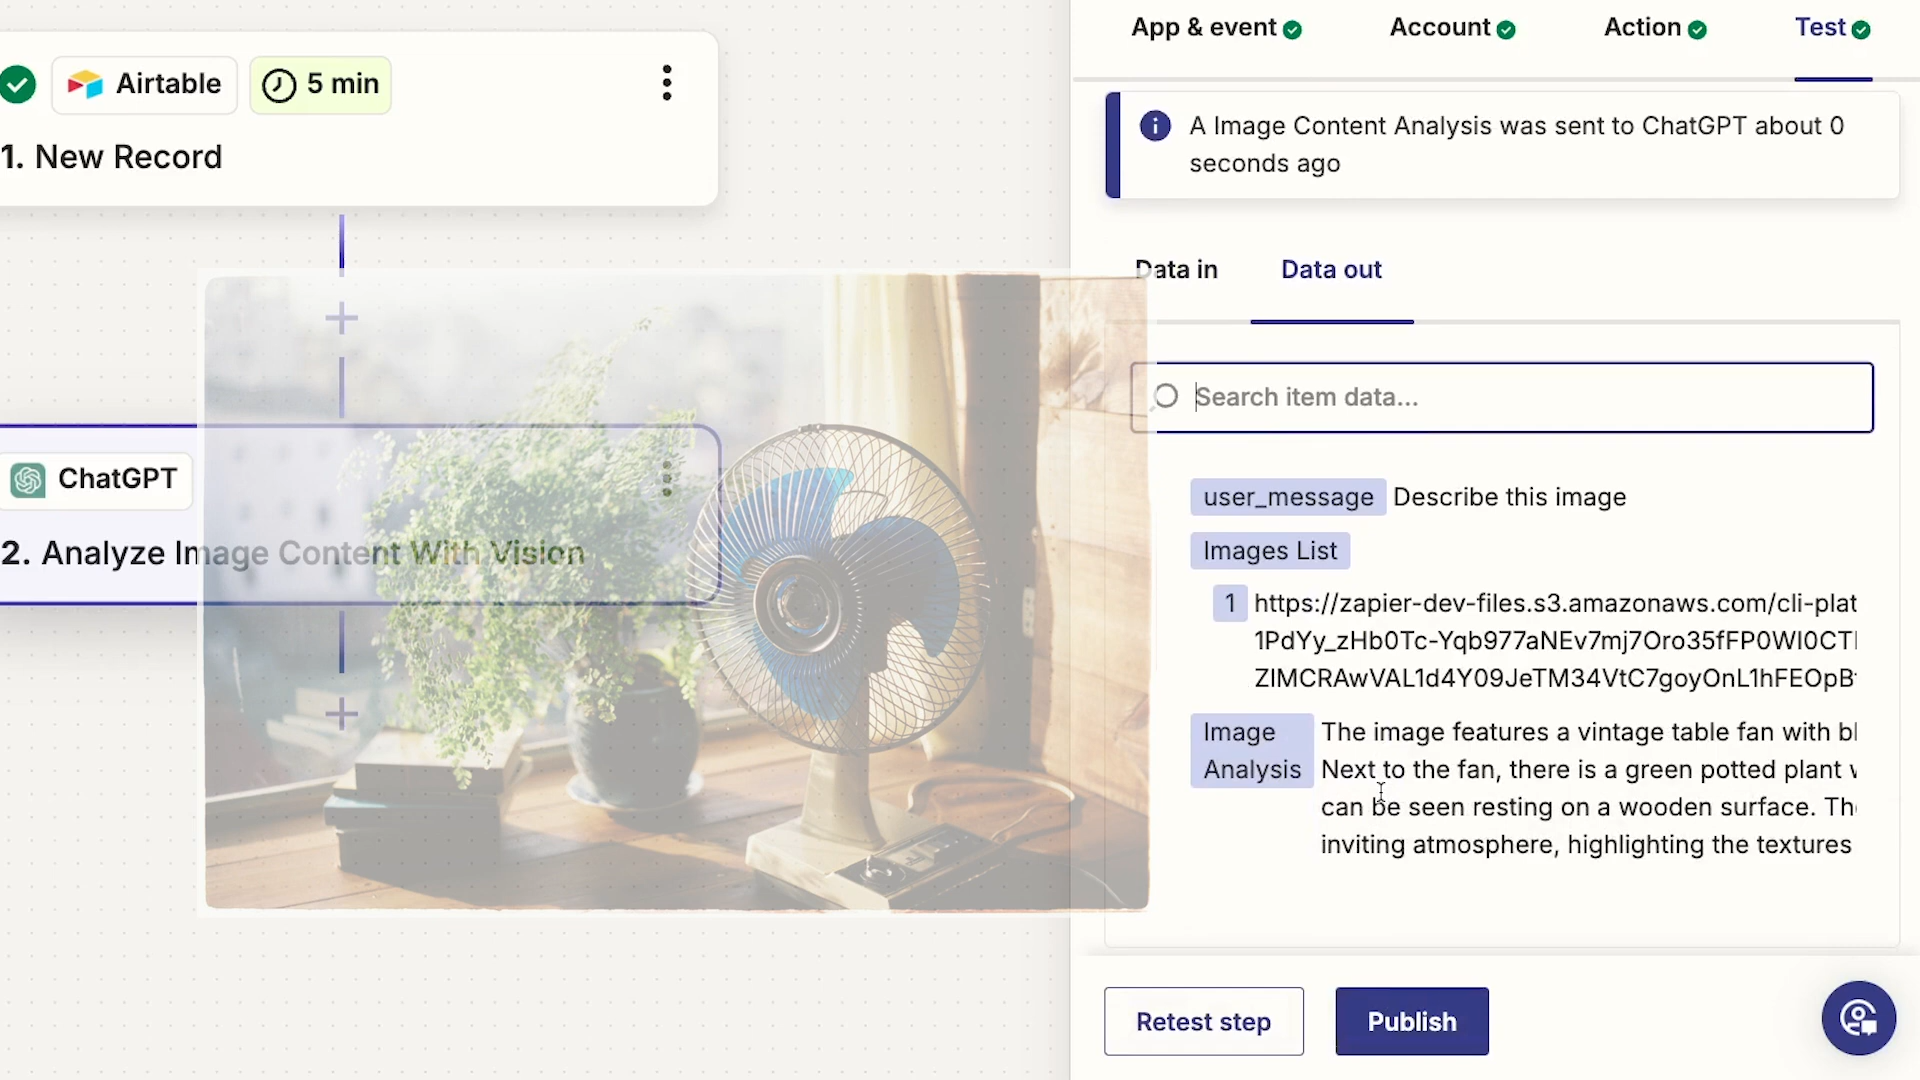 Airtable
5 min
1. New Record
ChatGPT
2. Analyze Image Content With Vision
App & event
Account
Action
Test
A Image Content Analysis was sent to ChatGPT about 0
seconds ago
Data in
Data out
Search item data...
user_message Describe this image
Images List
1 https://zapier-dev-files.s3.amazonaws.com/cli-plat
1PdYy_zHb0Tc-Yqb977aNEv7mj7Oro35fFP0WI0CT
ZIMCRAwVAL1d4Y09JeTM34VtC7goyOnL1hFEOpB
Image
Analysis
The image features a vintage table fan with bl
Next to the fan, there is a green potted plant
can be seen resting on a wooden surface. Th
inviting atmosphere, highlighting the textures
Retest step
Publish